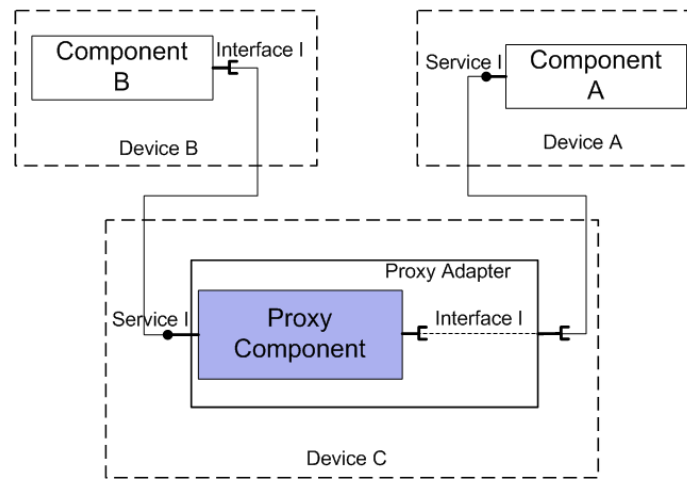 Component
B
Interface I
Device B
Service I
Component
A
Device A
Proxy Adapter
Service I
Proxy
Component
Interface I
Device C